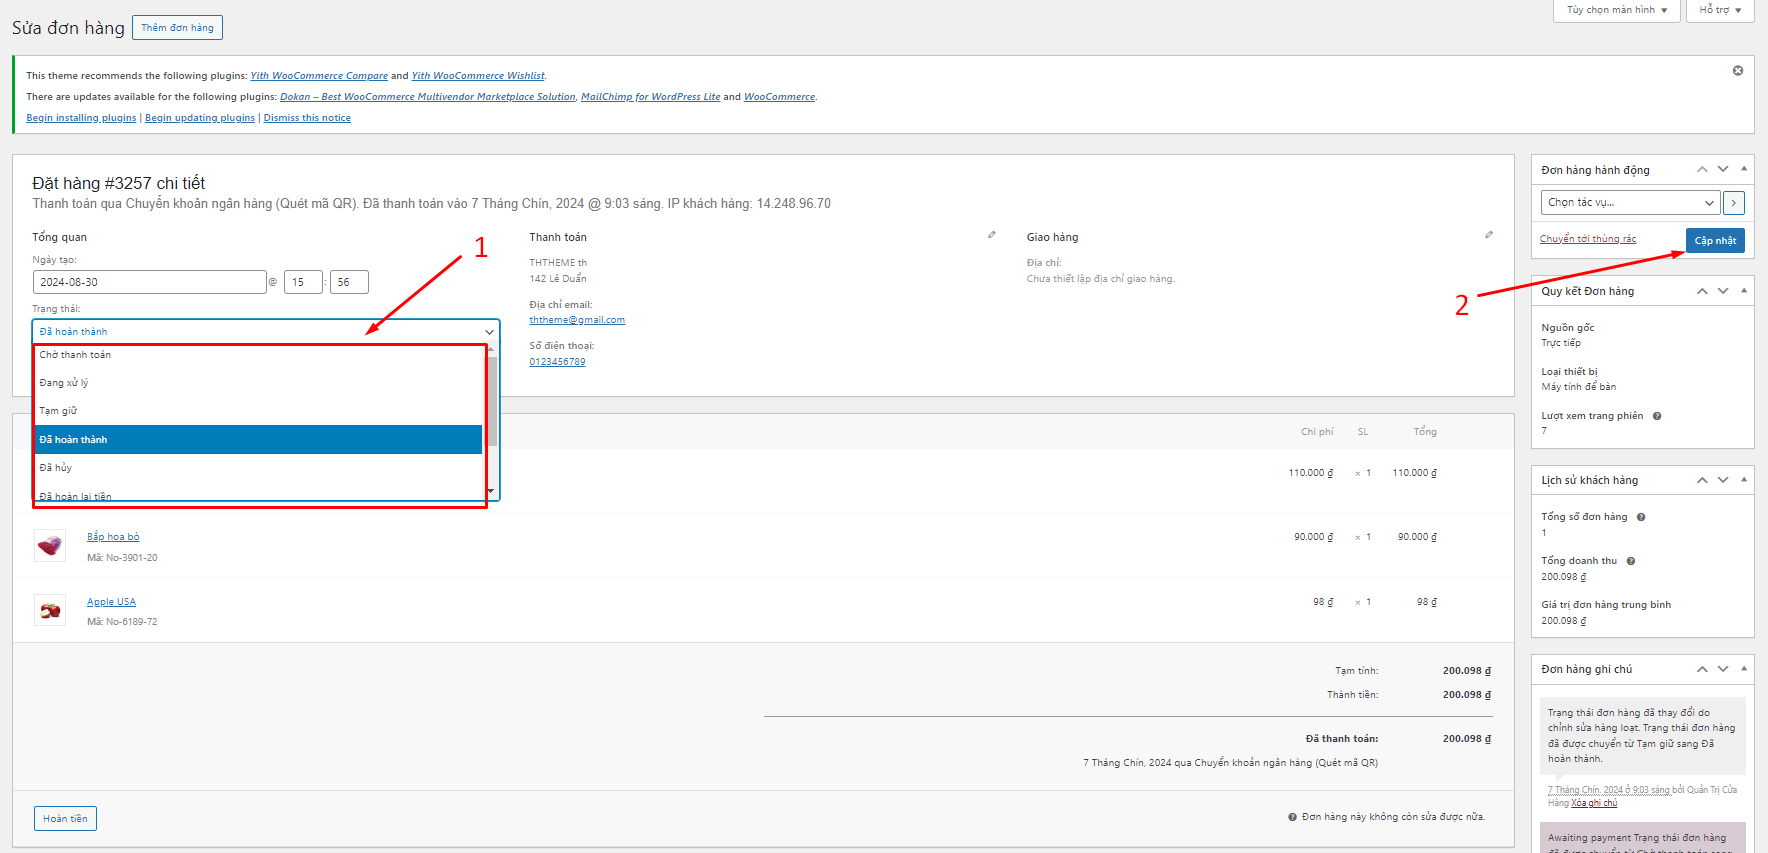 Tùy chọn màn hình ▼
Hỗ trợ ▼
Sửa đơn hàng
Thêm đơn hàng
This theme recommends the following plugins: Yith WooCommerce Compare and Yith WooCommerce Wishlist.
There are updates available for the following plugins: Dokan – Best WooCommerce Multivendor Marketplace Solution, MailChimp for WordPress Lite and WooCommerce.
Begin installing plugins | Begin updating plugins | Dismiss this notice
Đặt hàng #3257 chi tiết
Thanh toán qua Chuyển khoản ngân hàng (Quét mã QR). Đã thanh toán vào 7 Tháng Chín, 2024 @ 9:03 sáng. IP khách hàng: 14.248.96.70
Tổng quan
Ngày tạo:
2024-08-30 @ 15 : 56
Trạng thái:
Đã hoàn thành
Chờ thanh toán
Đang xử lý
Tạm giữ
Đã hoàn thành
Đã hủy
Đã hoàn lại tiền
1
Thanh toán
THTHEME th
142 Lê Duẩn
Địa chỉ email:
ththeme@gmail.com
Số điện thoại:
0123456789
Giao hàng
Địa chỉ:
Chưa thiết lập địa chỉ giao hàng.
2
Chi phí SL Tổng
110.000 ₫ × 1 110.000 ₫
Bắp hoa bò 90.000 ₫ × 1 90.000 ₫
Mã: No-3901-20
Apple USA 98 ₫ × 1 98 ₫
Mã: No-6189-72
Tạm tính: 200.098 ₫
Thành tiền: 200.098 ₫
Đã thanh toán: 200.098 ₫
7 Tháng Chín, 2024 qua Chuyển khoản ngân hàng (Quét mã QR)
Hoàn tiền
Đơn hàng này không còn sửa được nữa.
Đơn hàng hành động
Chọn tác vụ...
Chuyển tới thùng rác
Cập nhật
Quy kết Đơn hàng
Nguồn gốc
Trực tiếp
Loại thiết bị
Máy tính để bàn
Lượt xem trang phiên
7
Lịch sử khách hàng
Tổng số đơn hàng
1
Tổng doanh thu
200.098 ₫
Giá trị đơn hàng trung bình
200.098 ₫
Đơn hàng ghi chú
Trạng thái đơn hàng đã thay đổi do
chỉnh sửa hàng loạt. Trạng thái đơn hàng
đã được chuyển từ Tạm giữ sang Đã
hoàn thành.
7 Tháng Chín, 2024 ở 9:03 sáng bởi Quản Trị Cửa
Hàng Xóa ghi chú
Awaiting payment Trạng thái đơn hàng
đã được chuyển từ Chờ thanh toán sang